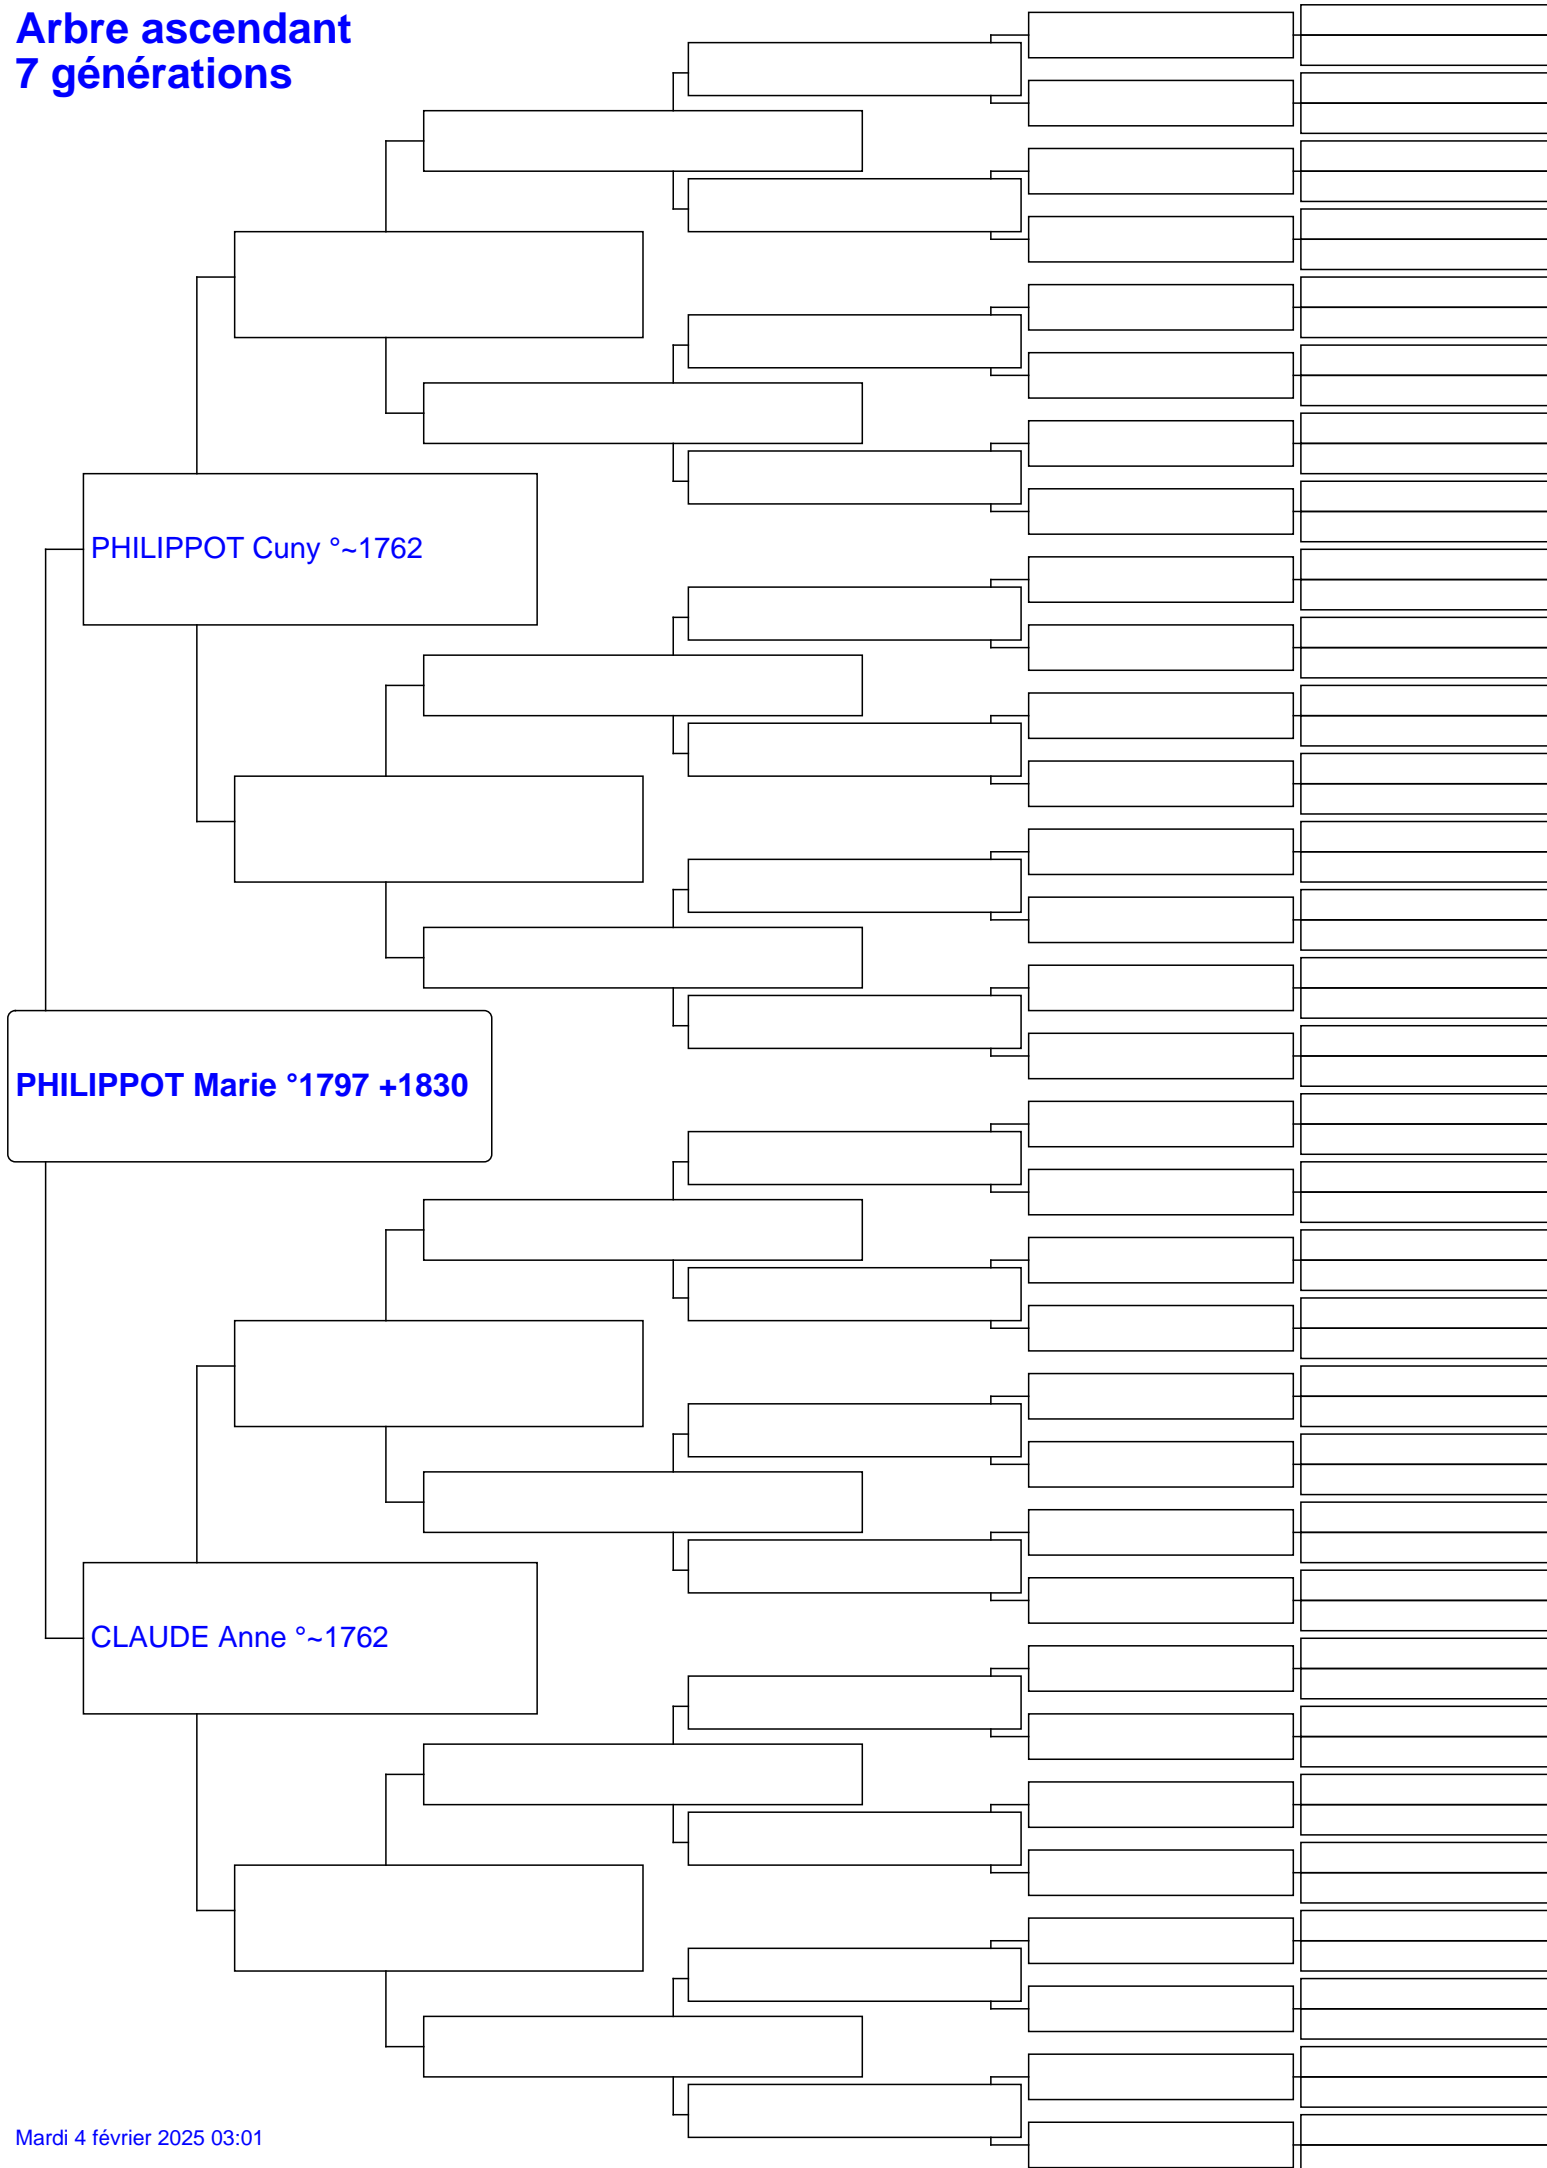 Arbre ascendant
7 générations
PHILIPPOT Cuny °~1762
PHILIPPOT Marie °1797 +1830
CLAUDE Anne °~1762
Mardi 4 février 2025 03:01